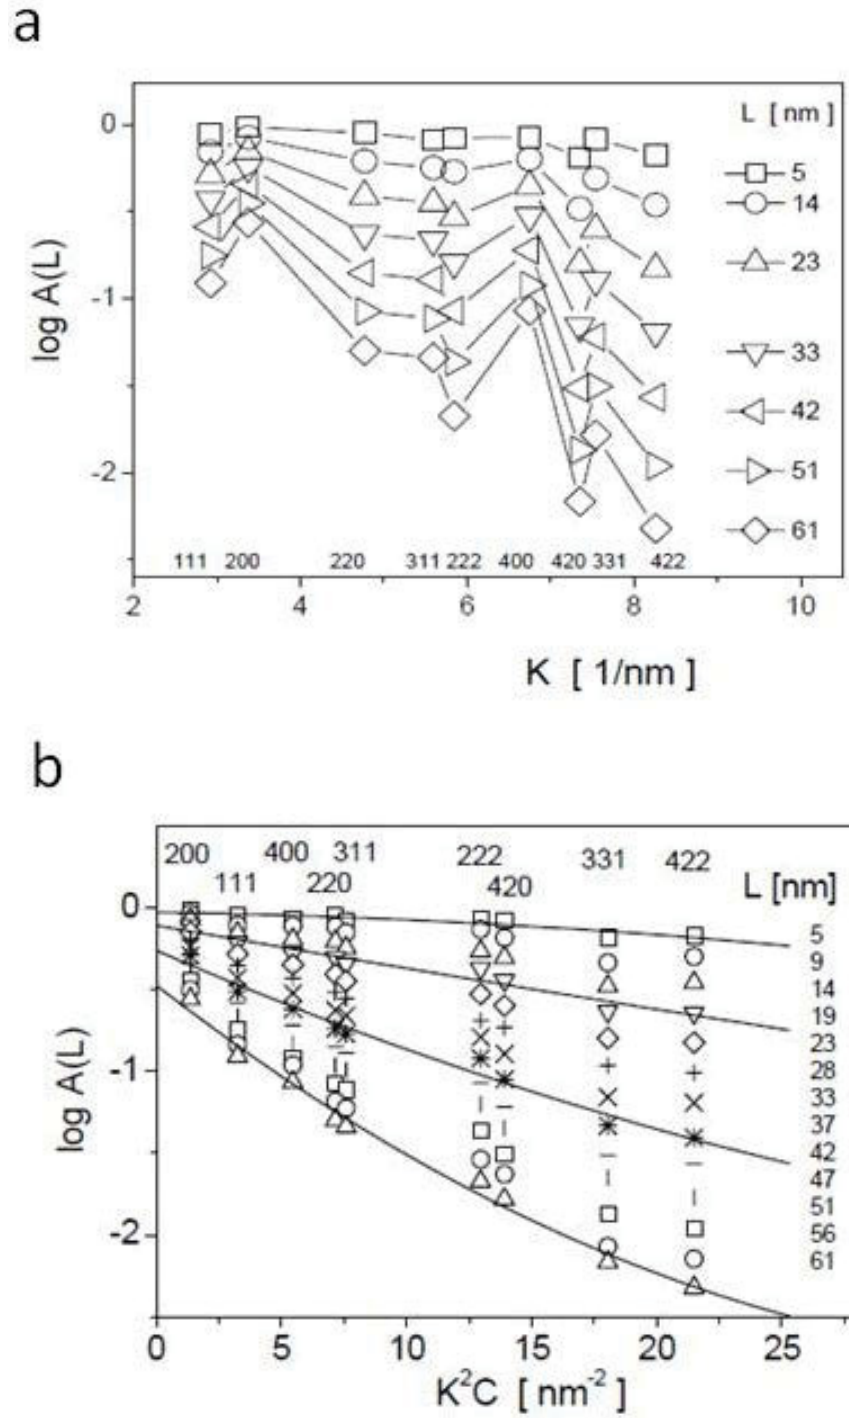 a
L [ nm ]
0
-1
-2
log A(L)
5
14
23
33
42
51
61
111 200 220 311 222 400 420 331 422
2 4 6 8 10
K [ 1/nm ]
b
200 400 311 222 331 422
111 220 420 L [nm]
0
-1
-2
log A(L)
5
9
14
19
23
28
33
37
42
47
51
56
61
0 5 10 15 20 25
K²C [ nm⁻² ]